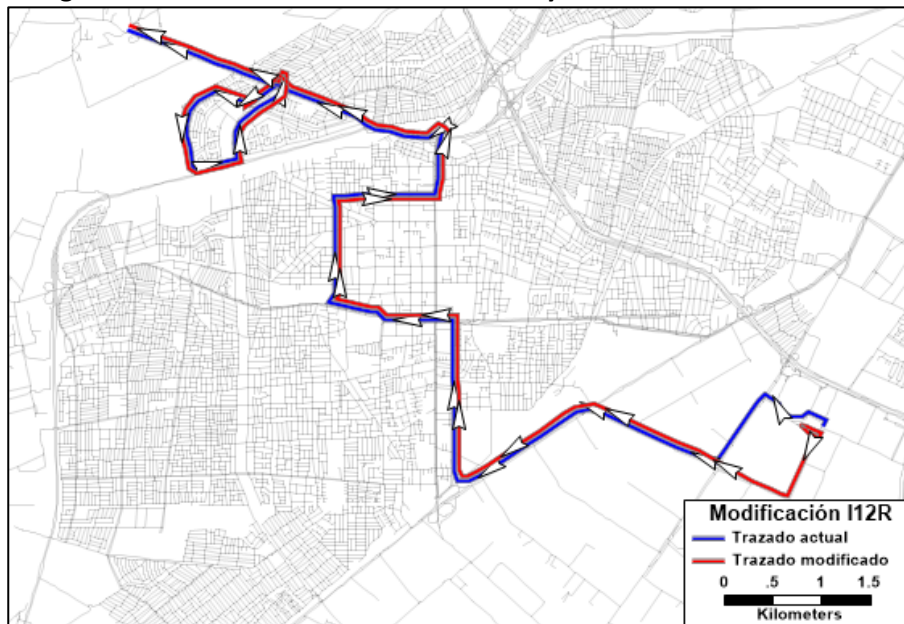 Modificación I12R
Trazado actual
Trazado modificado
0 .5 1 1.5
Kilometers